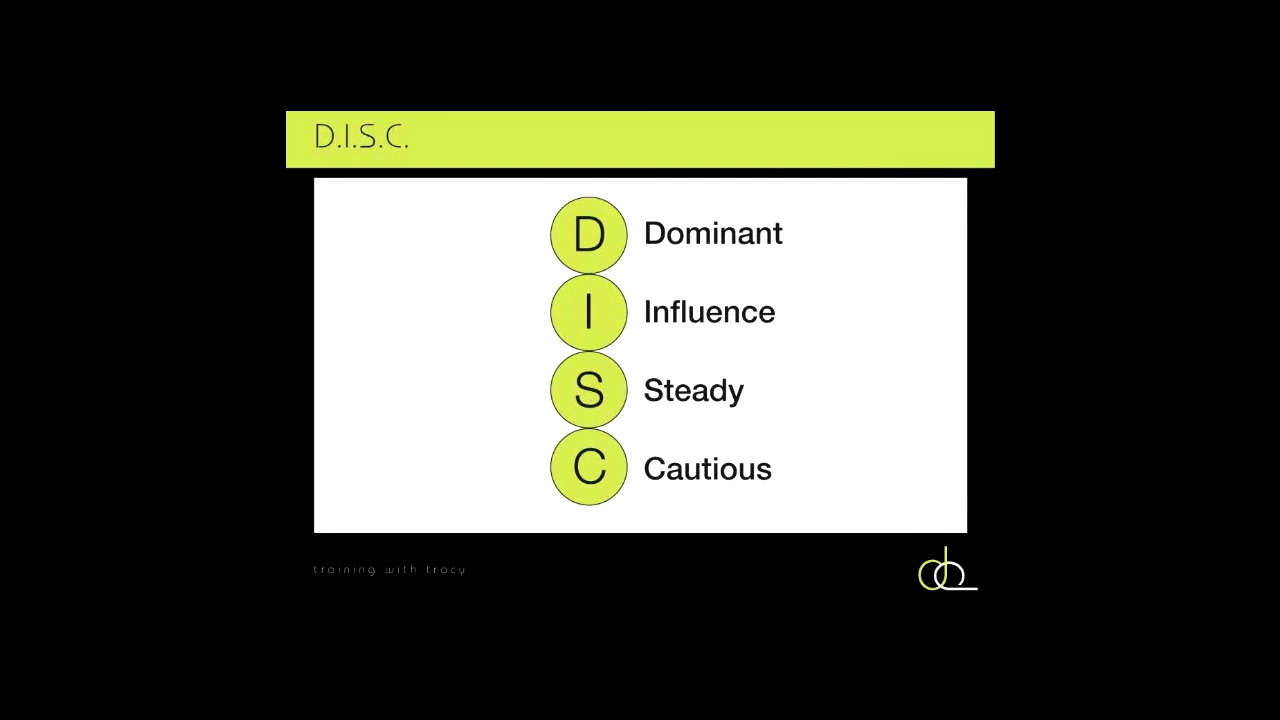 D.I.S.C.
D Dominant
I Influence
S Steady
C Cautious
training with tracy